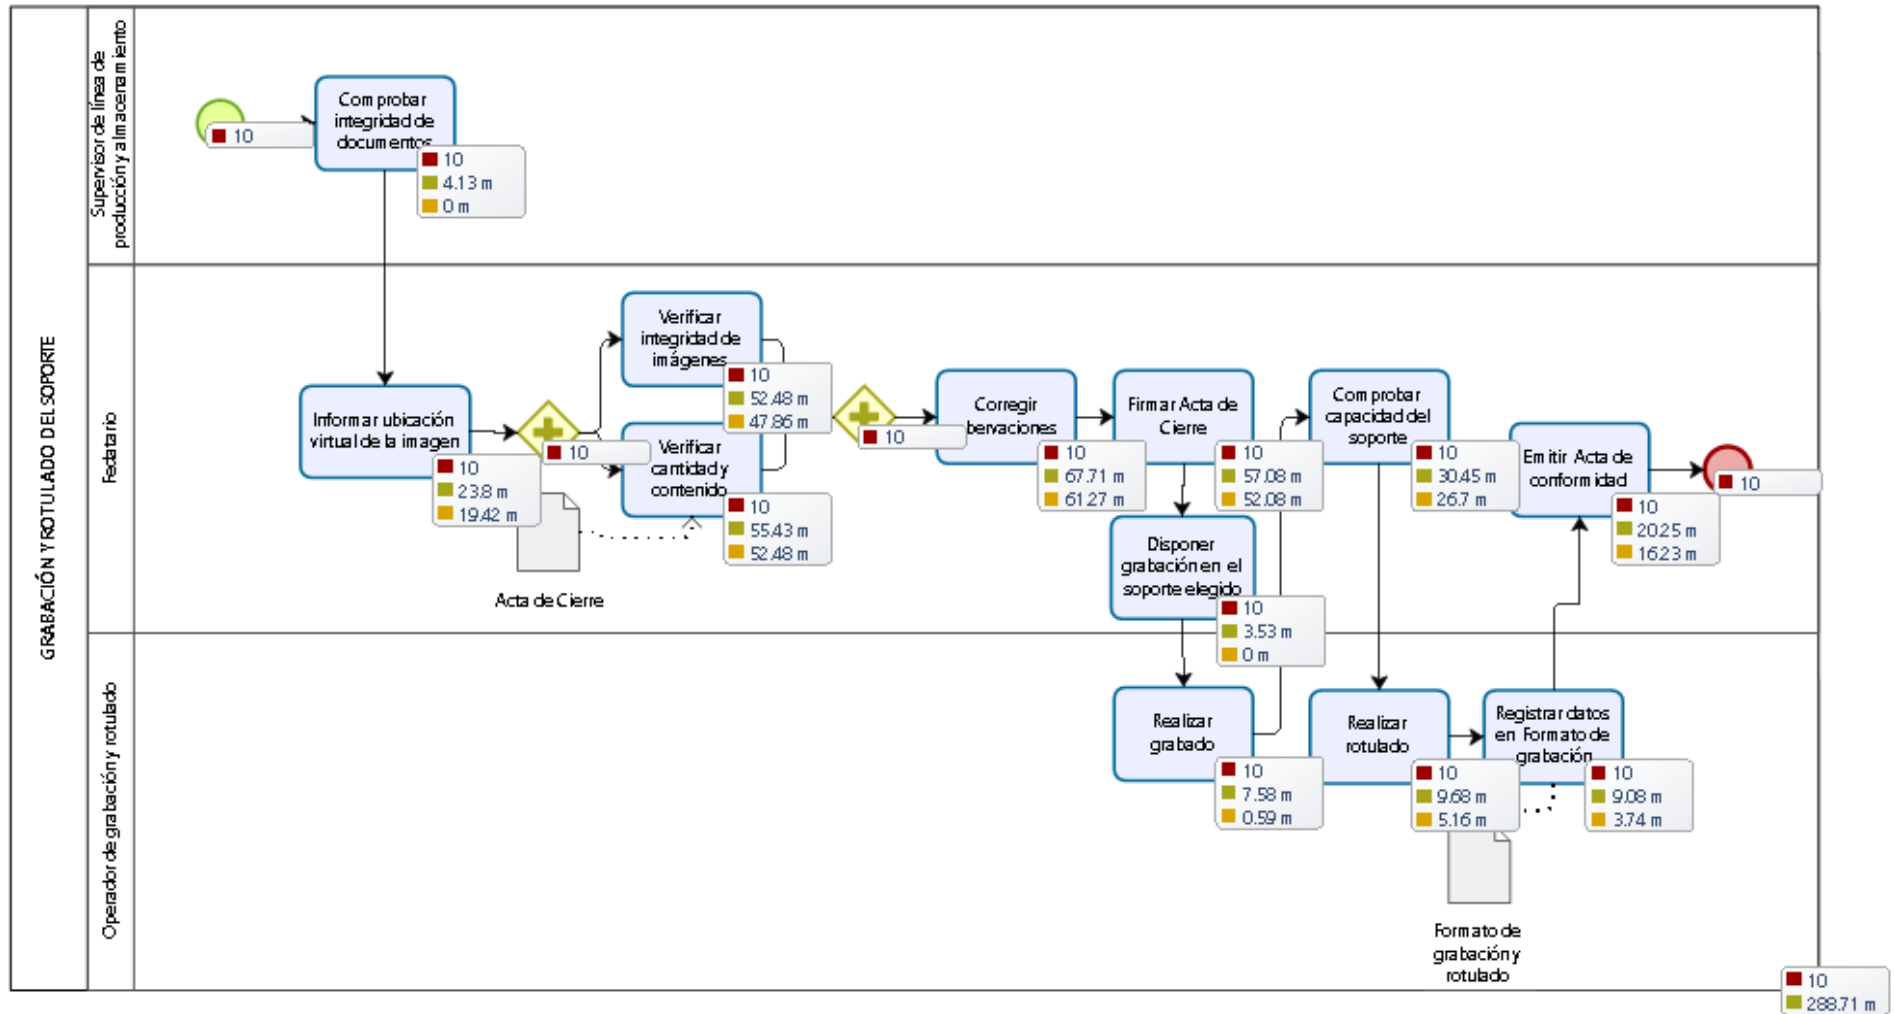 GRABACIÓN Y ROTULADO DEL SOPORTE
Supervisor de línea de
producción y almacenamiento
10
Comprobar
integridad de
documentos
10
4.13 m
0 m
Fedatario
Informar ubicación
virtual de la imagen
10
23.8 m
19.42 m
10
Verificar
integridad de
imágenes
10
52.48 m
47.86 m
Verificar
cantidad y
contenido
10
55.43 m
52.48 m
Acta de Cierre
10
Corregir
bervaciones
10
67.71 m
61.27 m
Firmar Acta de
Cierre
10
57.08 m
52.08 m
Disponer
grabación en el
soporte elegido
10
3.53 m
0 m
Comprobar
capacidad del
soporte
10
30.45 m
26.7 m
Emitir Acta de
conformidad
10
20.25 m
16.23 m
10
Operador de grabación y rotulado
Realizar
grabado
10
7.58 m
0.59 m
Realizar
rotulado
10
9.68 m
5.16 m
Registrar datos
en Formato de
grabación
10
9.08 m
3.74 m
Formato de
grabación y
rotulado
10
288.71 m